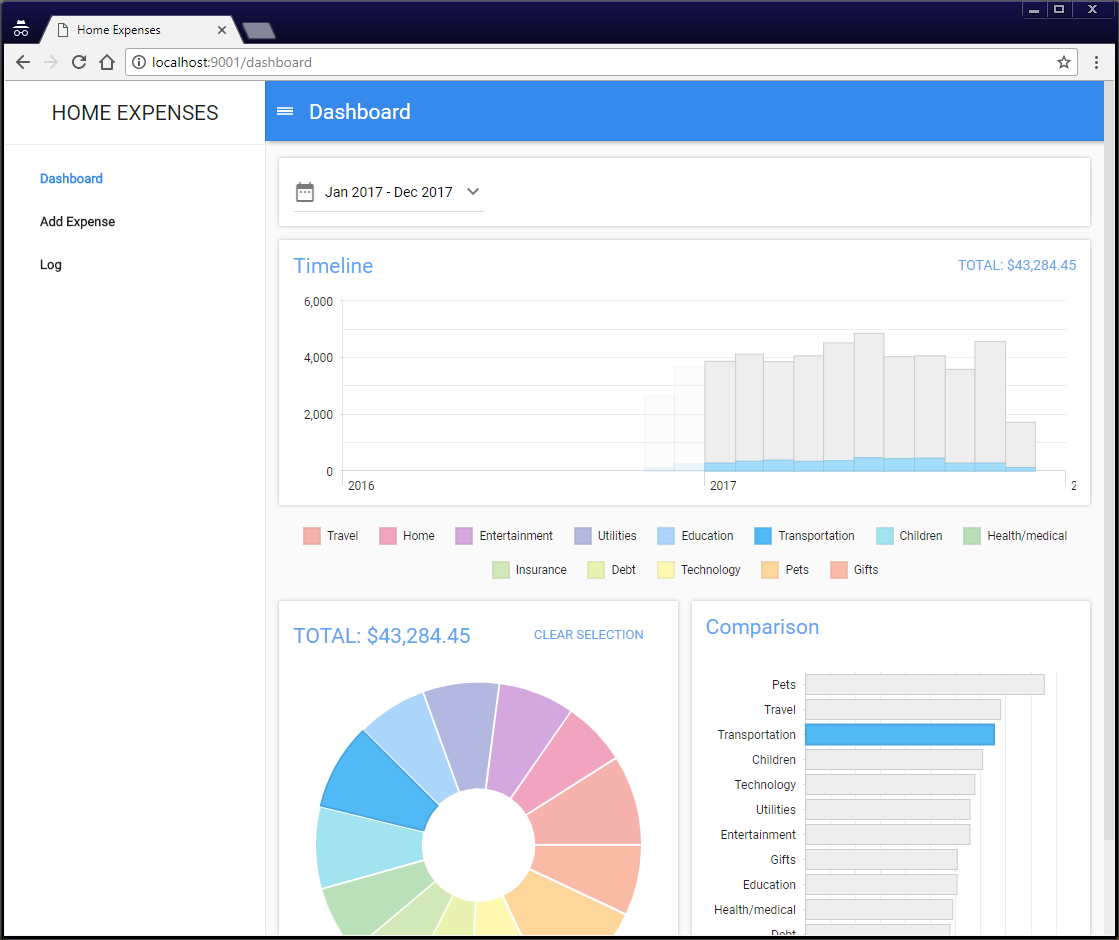 Home Expenses
localhost:9001/dashboard
HOME EXPENSES
Dashboard
Dashboard
Add Expense
Log
Jan 2017 - Dec 2017
Timeline
TOTAL: $43,284.45
6,000
4,000
2,000
0
2016
2017
2
Travel
Home
Entertainment
Utilities
Education
Transportation
Children
Health/medical
Insurance
Debt
Technology
Pets
Gifts
TOTAL: $43,284.45
CLEAR SELECTION
Comparison
Pets
Travel
Transportation
Children
Technology
Utilities
Entertainment
Gifts
Education
Health/medical
Debt